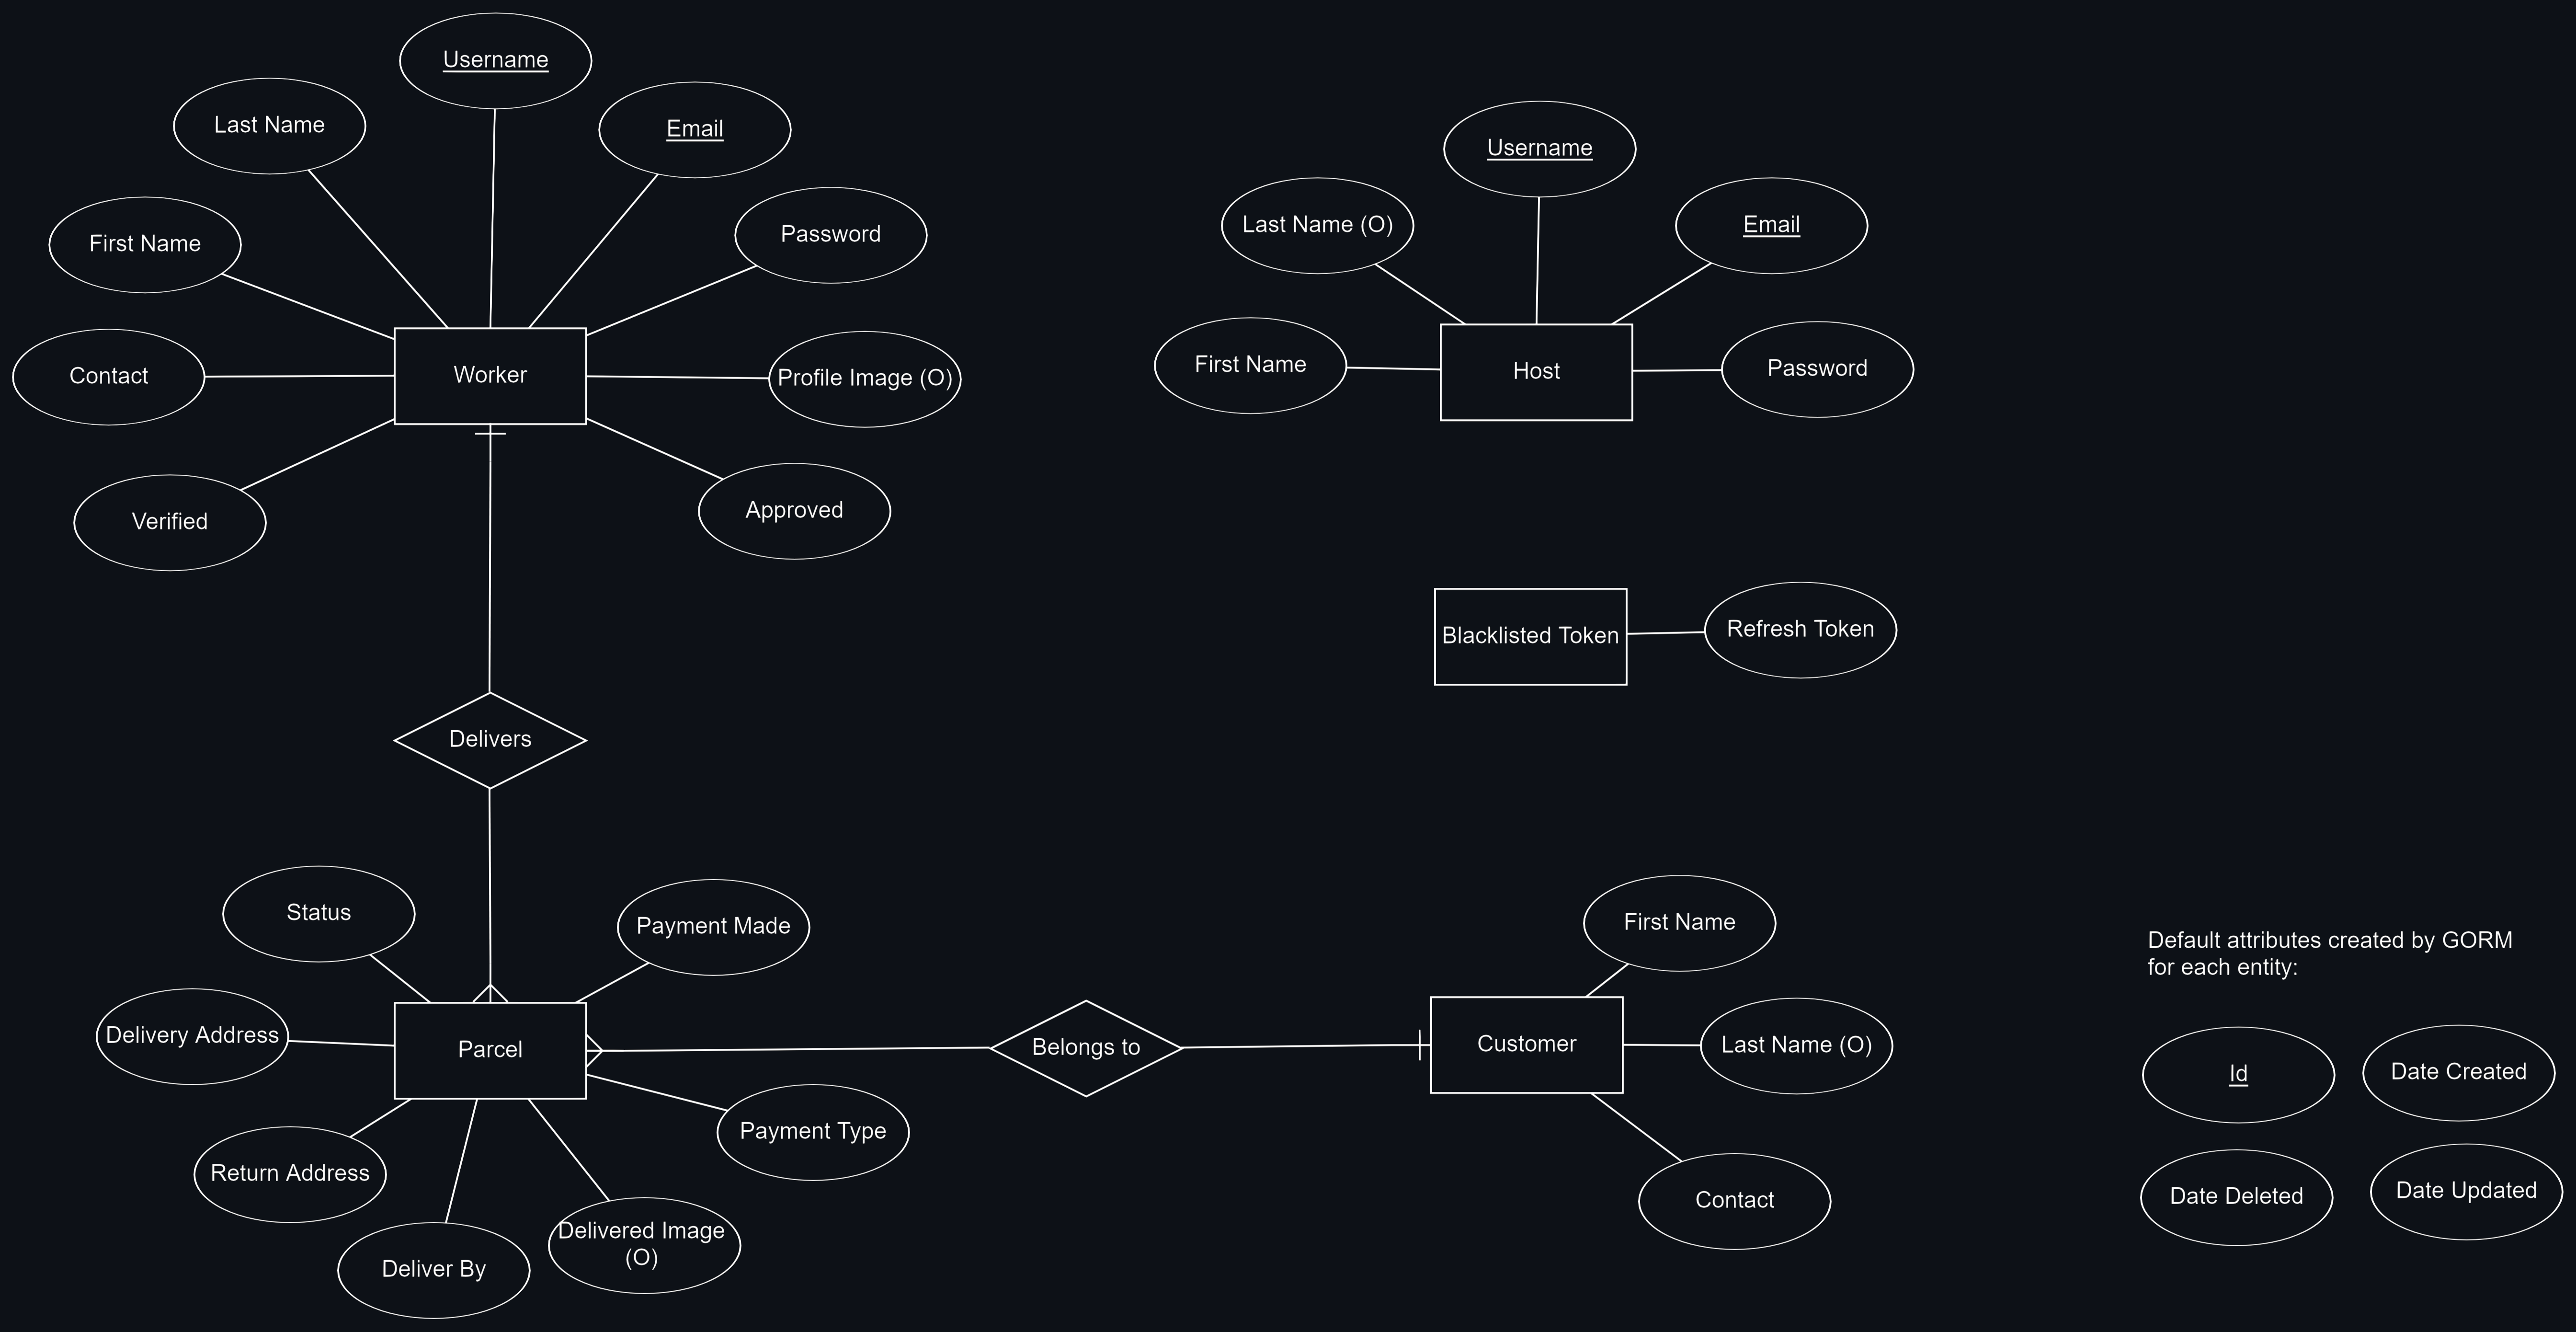 Username
Last Name
Email
First Name
Password
Contact
Worker
Profile Image (O)
Verified
Approved
Username
Last Name (O)
Email
First Name
Host
Password
Blacklisted Token
Refresh Token
Delivers
Status
Payment Made
Delivery Address
Parcel
Belongs to
Payment Type
Return Address
Delivered Image
(O)
Deliver By
First Name
Customer
Last Name (O)
Contact
Default attributes created by GORM
for each entity:
Id
Date Created
Date Deleted
Date Updated